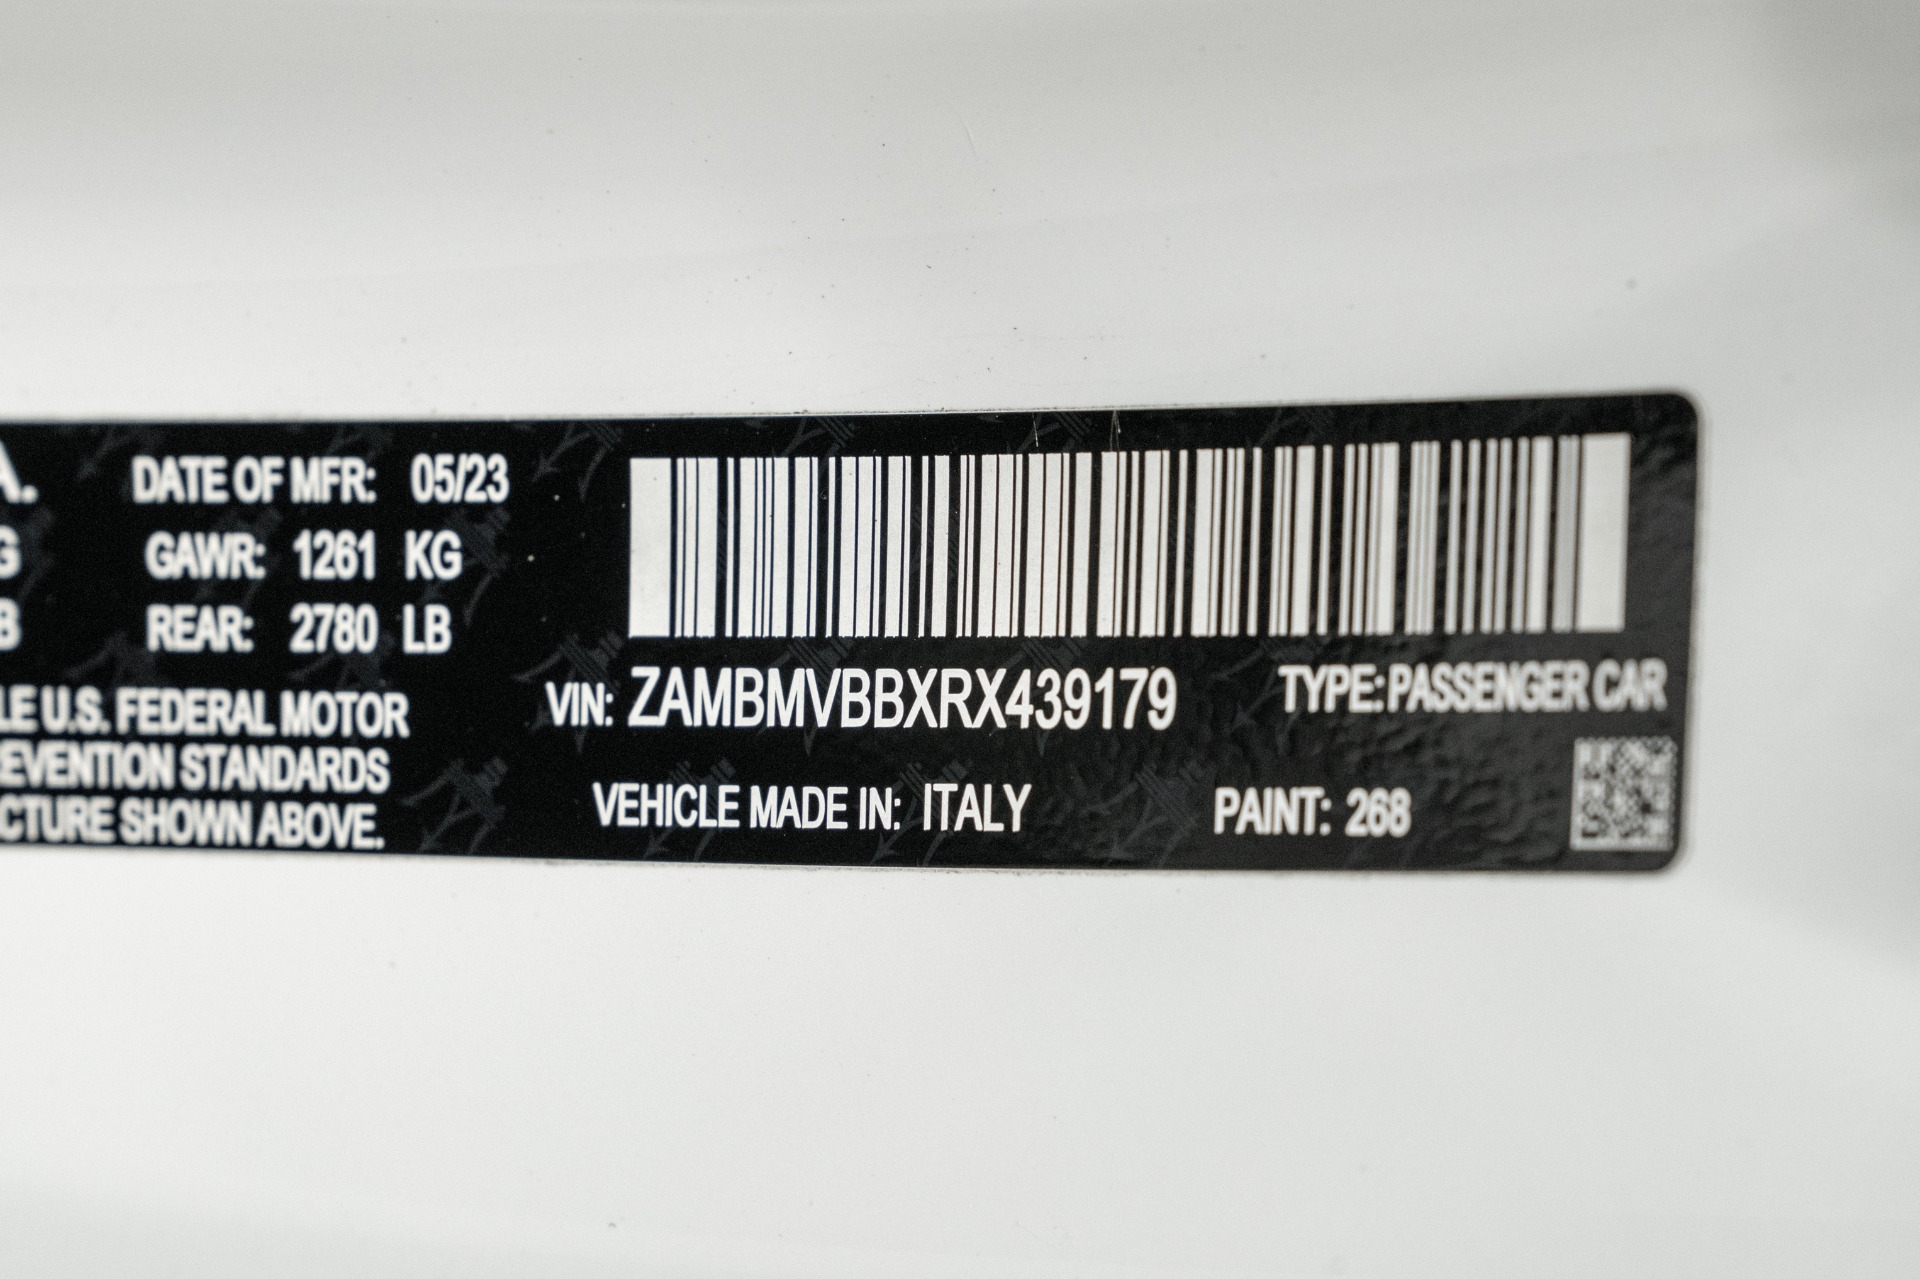 A.
DATE OF MFR: 05/23
G
GAWR: 1261 KG
B
REAR: 2780 LB
LE U.S. FEDERAL MOTOR
EVENTION STANDARDS
CTURE SHOWN ABOVE.
VIN: ZAMBMVBBXRX439179
TYPE: PASSENGER CAR
VEHICLE MADE IN: ITALY
PAINT: 268